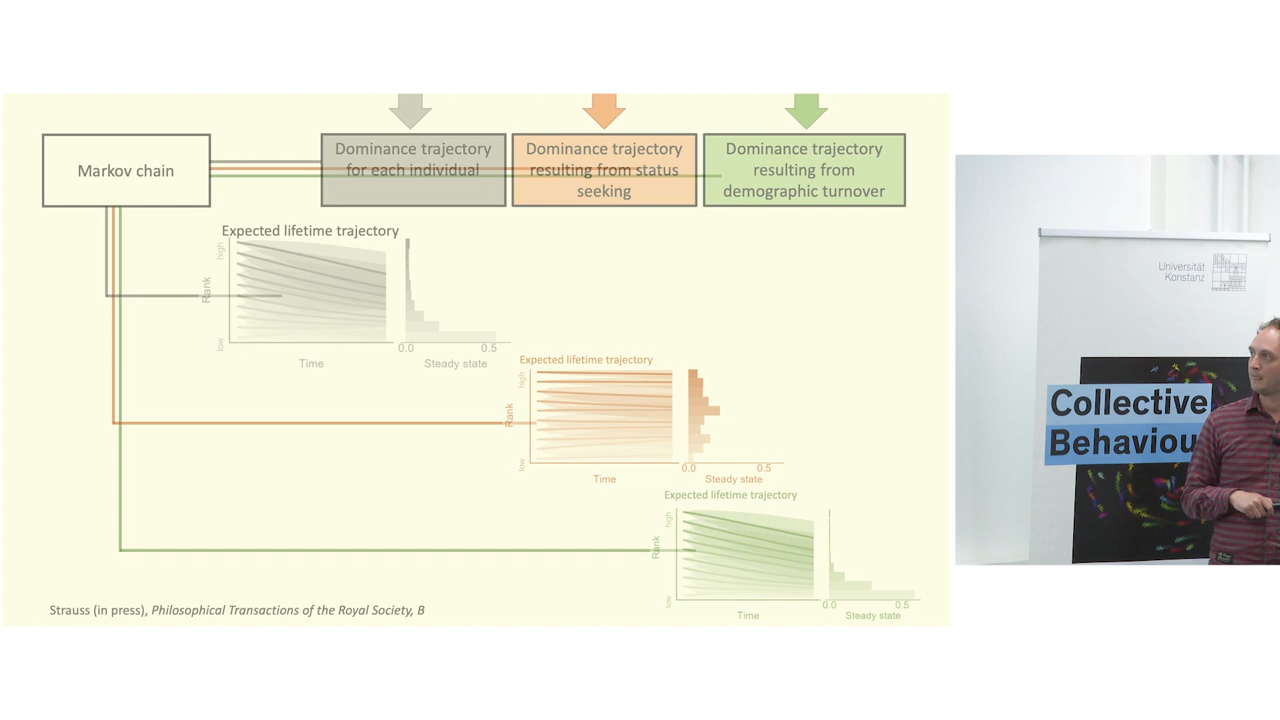 Markov chain
Dominance trajectory
for each individual
Dominance trajectory
resulting from status
seeking
Dominance trajectory
resulting from
demographic turnover
Expected lifetime trajectory
high
Rank
low
Time
0.0
0.5
Steady state
Expected lifetime trajectory
high
Rank
low
Time
0.0
0.5
Steady state
Expected lifetime trajectory
high
Rank
low
Time
0.0
0.5
Steady state
Strauss (in press), Philosophical Transactions of the Royal Society, B
Universität
Konstanz
Collective
Behaviou